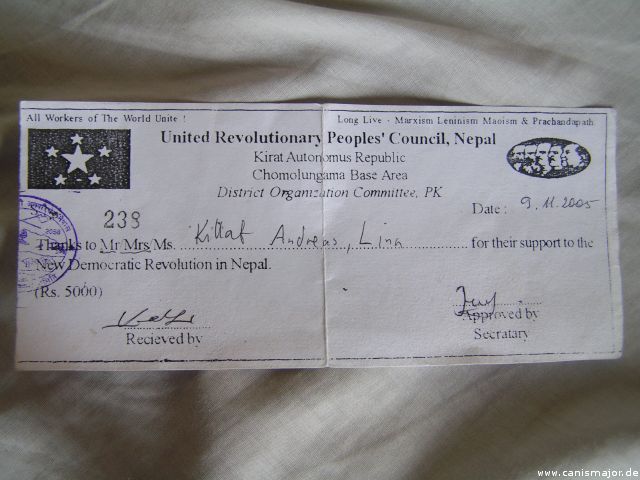 All Workers of The World Unite !
Long Live - Marxism Leninism Maoism & Prachandapath
United Revolutionary Peoples' Council, Nepal
Kirat Autonomus Republic
Chomolungama Base Area
District Organization Committee, PK
Date : 9.11.2005
238
Thanks to Mr Mrs/Ms. Kittat Andreas, Linn for their support to the
New Democratic Revolution in Nepal.
(Rs. 5000)
Recieved by
Approved by
Secratary
www.canismajor.de